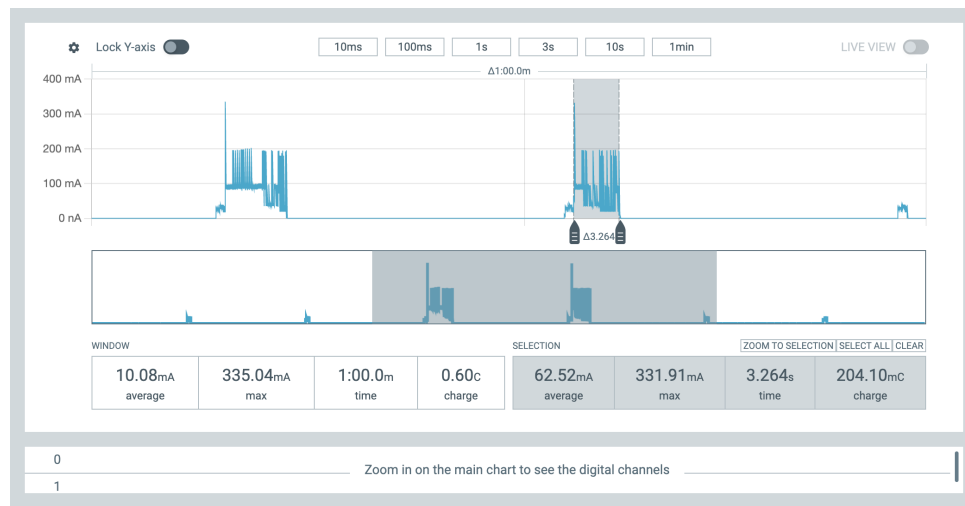 Lock Y-axis 10ms 100ms 1s 3s 10s 1min LIVE VIEW
Δ1:00.0m
400 mA
300 mA
200 mA
100 mA
0 nA
Δ3.264
WINDOW SELECTION ZOOM TO SELECTION SELECT ALL CLEAR
10.08mA 335.04mA 1:00.0m 0.60C 62.52mA 331.91mA 3.264s 204.10mC
average max time charge average max time charge
0
Zoom in on the main chart to see the digital channels
1